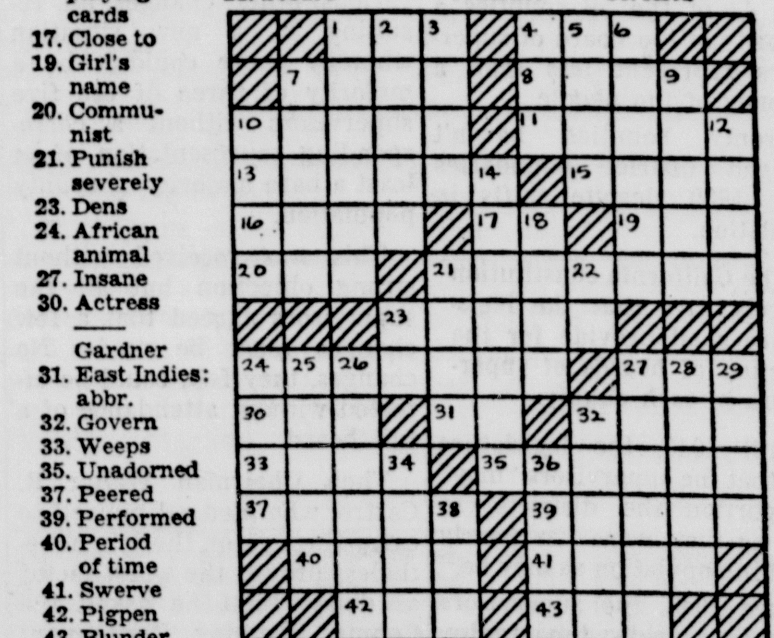 cards
17. Close to
19. Girl's
name
20. Commu-
nist
21. Punish
severely
23. Dens
24. African
animal
27. Insane
30. Actress
Gardner
31. East Indies:
abbr.
32. Govern
33. Weeps
35. Unadorned
37. Peered
39. Performed
40. Period
of time
41. Swerve
42. Pigpen
43. Blunder
1 2 3 4 5 6
7 8 9
10 11 12
13 14 15
16 17 18 19
20 21 22
23
24 25 26 27 28 29
30 31 32
33 34 35 36
37 38 39
40 41
42 43